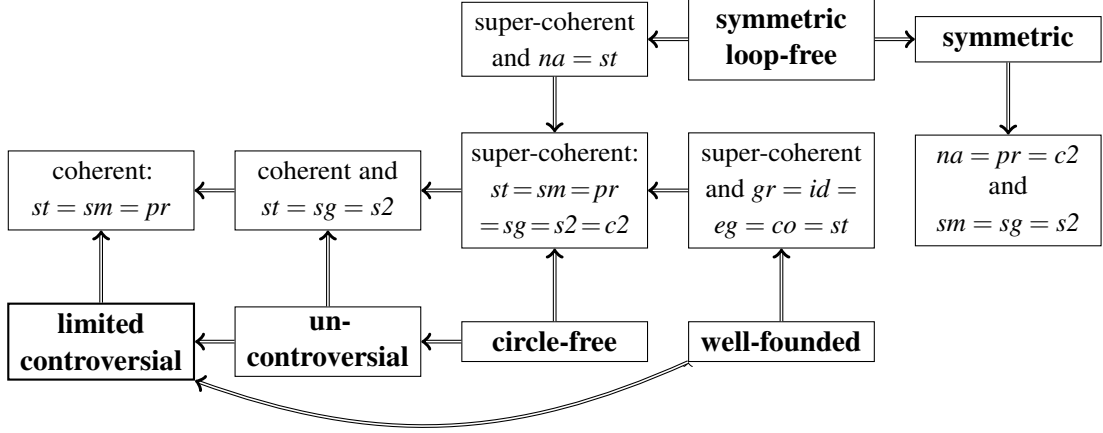 super-coherent
and na = st
symmetric
loop-free
symmetric
coherent:
st = sm = pr
coherent and
st = sg = s2
super-coherent:
st = sm = pr
= sg = s2 = c2
super-coherent
and gr = id =
eg = co = st
na = pr = c2
and
sm = sg = s2
limited
controversial
un-
controversial
circle-free
well-founded